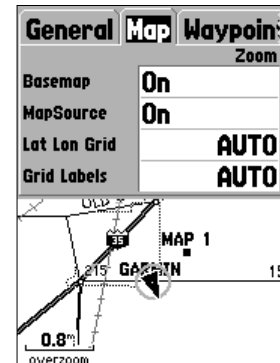 General Map Waypoin
Zoom
Basemap On
MapSource On
Lat Lon Grid AUTO
Grid Labels AUTO
35
MAP 1
215
15
0.8
overzoom